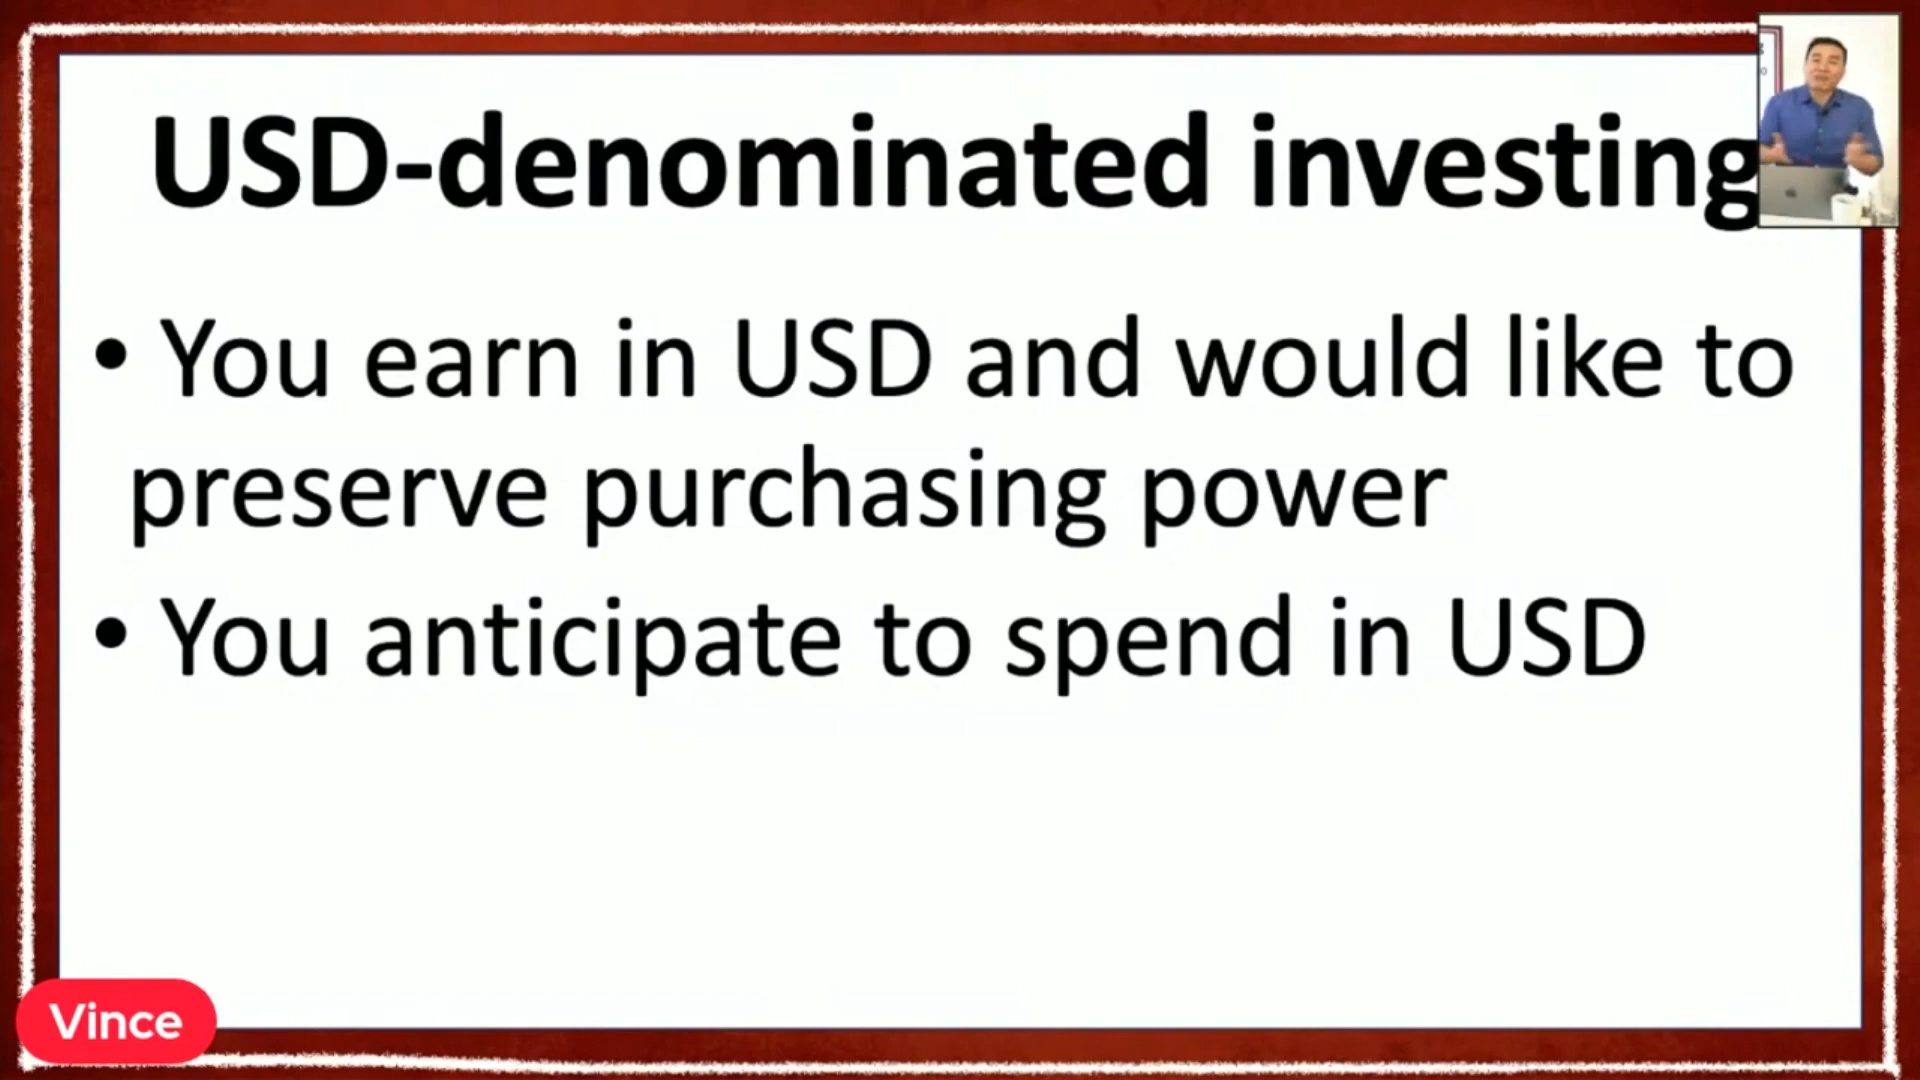 USD-denominated investing
• You earn in USD and would like to
preserve purchasing power
• You anticipate to spend in USD
Vince